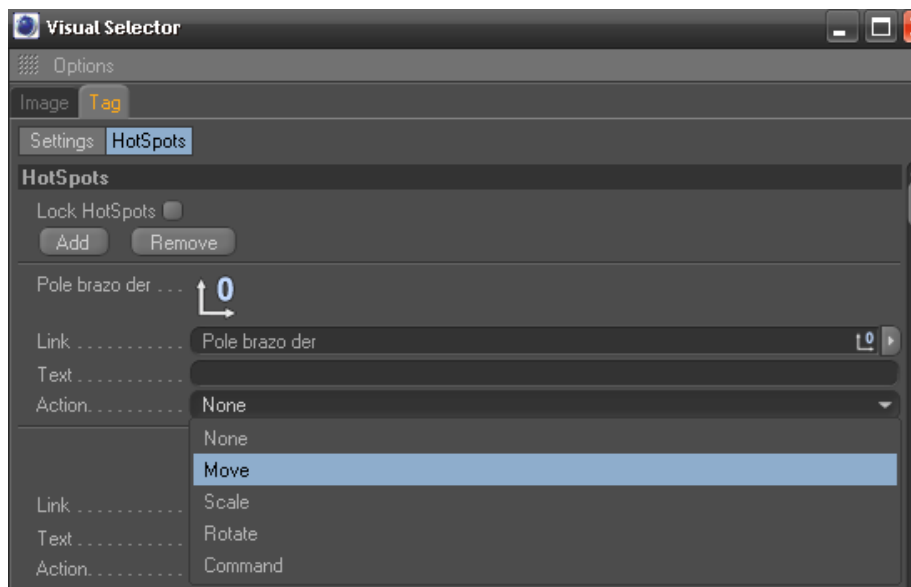 Visual Selector
Options
Image Tag
Settings HotSpots
HotSpots
Lock HotSpots
Add Remove
Pole brazo der . . . 0
Link . . . . . . . . . . . Pole brazo der 0
Text . . . . . . . . . . .
Action. . . . . . . . . . None
None
Move
Link . . . . . . . . . . . Scale
Text . . . . . . . . . . . Rotate
Action. . . . . . . . . . Command